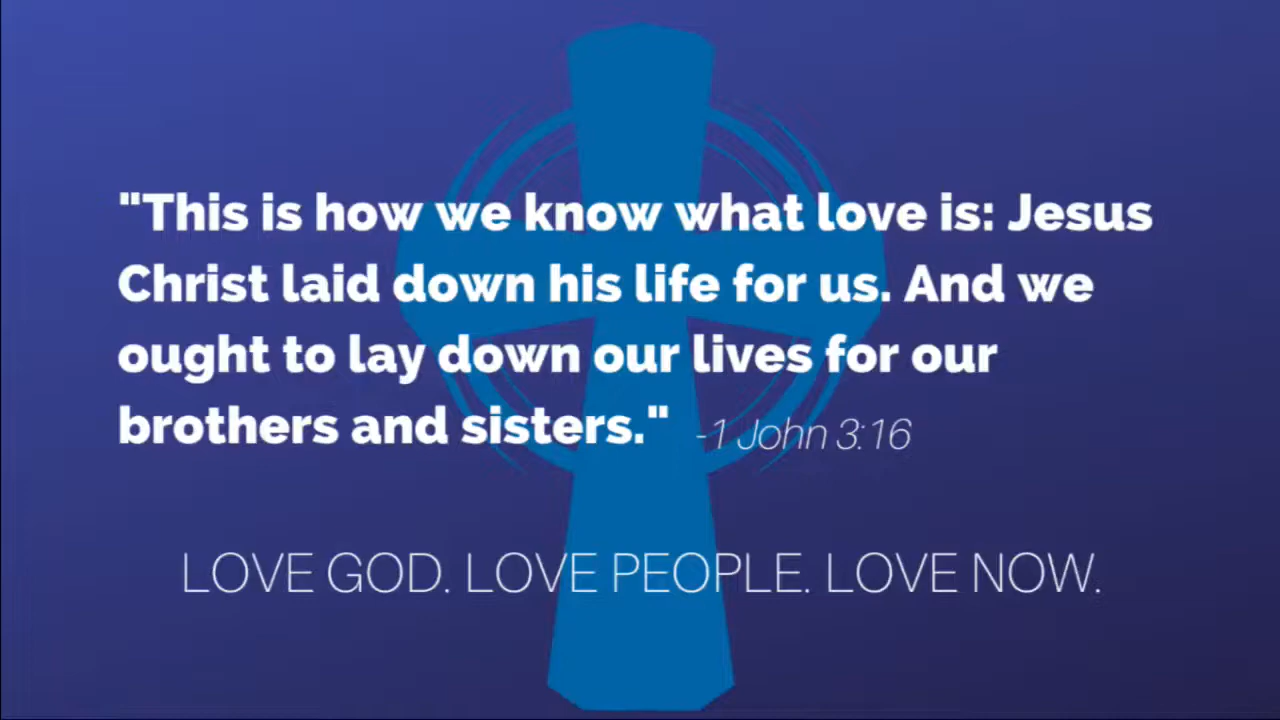 "This is how we know what love is: Jesus
Christ laid down his life for us. And we
ought to lay down our lives for our
brothers and sisters." -1 John 3:16
LOVE GOD. LOVE PEOPLE. LOVE NOW.